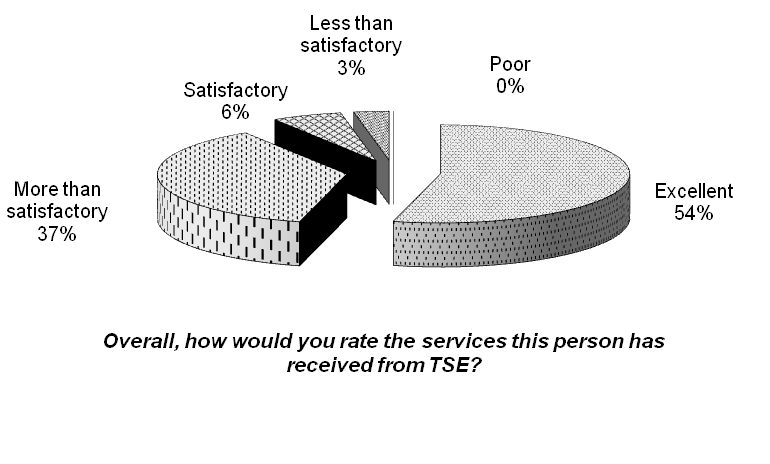 Less than
satisfactory
3%
Poor
0%
Satisfactory
6%
More than
satisfactory
37%
Excellent
54%
Overall, how would you rate the services this person has
received from TSE?